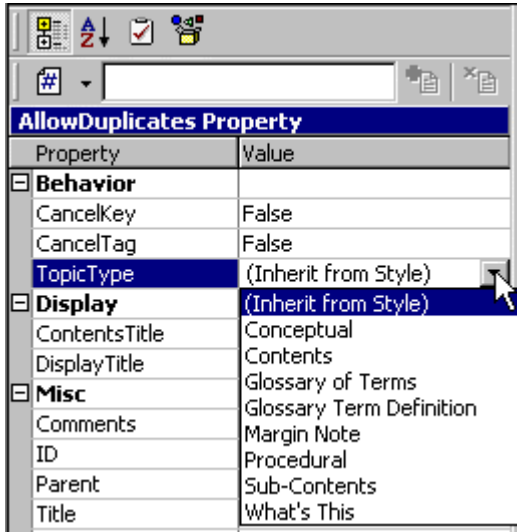 #
AllowDuplicates Property
Property Value
Behavior
CancelKey False
CancelTag False
TopicType (Inherit from Style)
Display (Inherit from Style)
ContentsTitle Conceptual
DisplayTitle Contents
Misc Glossary of Terms
Comments Glossary Term Definition
ID Margin Note
Parent Procedural
Title Sub-Contents
What's This